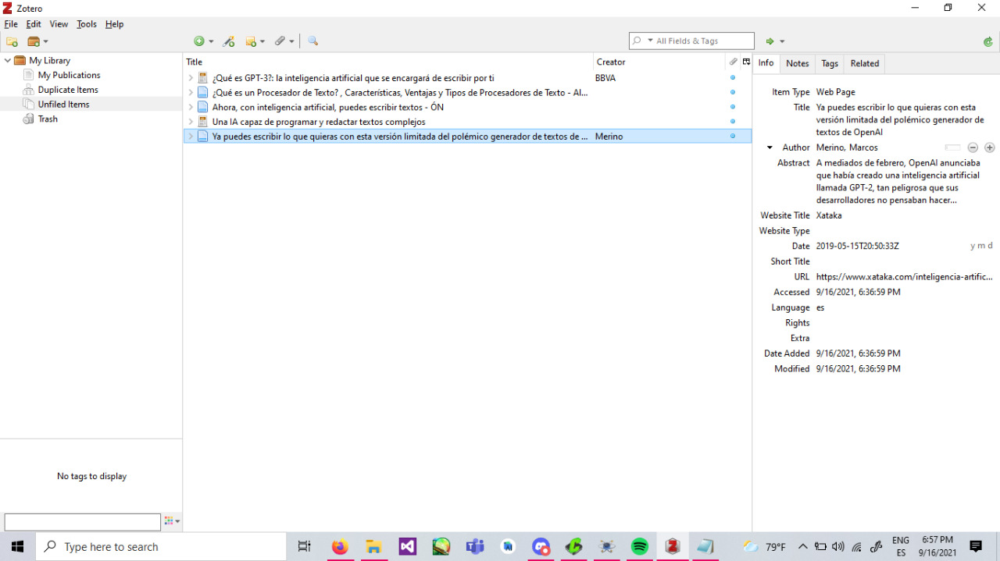 Zotero
File Edit View Tools Help
All Fields & Tags
My Library
My Publications
Duplicate Items
Unfiled Items
Trash
No tags to display
Title Creator
¿Qué es GPT-3?: la inteligencia artificial que se encargará de escribir por ti BBVA
¿Qué es un Procesador de Texto? , Características, Ventajas y Tipos de Procesadores de Texto - Al...
Ahora, con inteligencia artificial, puedes escribir textos - ÓN
Una IA capaz de programar y redactar textos complejos
Ya puedes escribir lo que quieras con esta versión limitada del polémico generador de textos de ... Merino
Info Notes Tags Related
Item Type Web Page
Title Ya puedes escribir lo que quieras con esta
versión limitada del polémico generador de
textos de OpenAI
Author Merino, Marcos
Abstract A mediados de febrero, OpenAI anunciaba
que había creado una inteligencia artificial
llamada GPT-2, tan peligrosa que sus
desarrolladores no pensaban hacer...
Website Title Xataka
Website Type
Date 2019-05-15T20:50:33Z y m d
Short Title
URL https://www.xataka.com/inteligencia-artific...
Accessed 9/16/2021, 6:36:59 PM
Language es
Rights
Extra
Date Added 9/16/2021, 6:36:59 PM
Modified 9/16/2021, 6:36:59 PM
Type here to search
79°F
ENG
ES
6:57 PM
9/16/2021